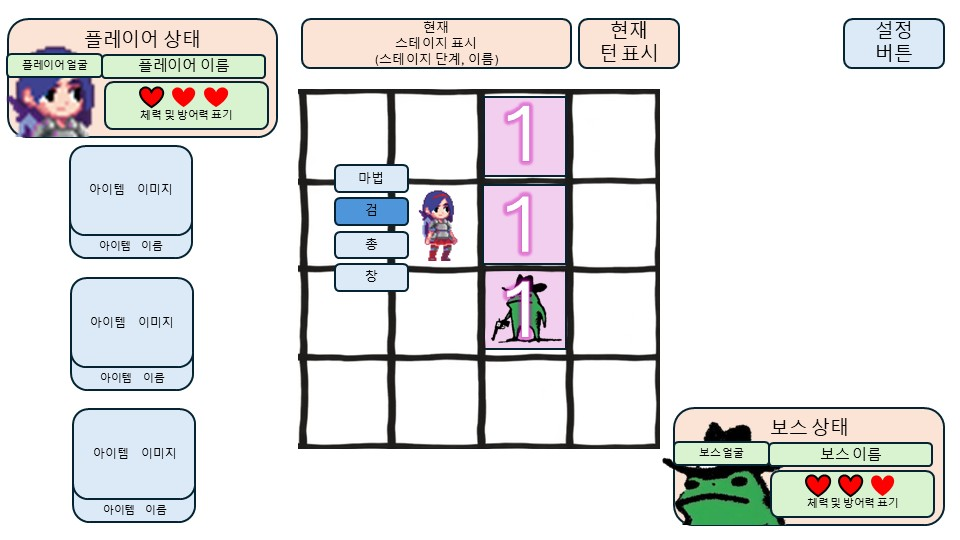 플레이어 상태
플레이어 얼굴
플레이어 이름
체력 및 방어력 표기
현재
스테이지 표시
(스테이지 단계, 이름)
현재
턴 표시
설정
버튼
아이템 이미지
아이템 이름
아이템 이미지
아이템 이름
아이템 이미지
아이템 이름
마법
검
총
창
1
1
1
보스 상태
보스 얼굴
보스 이름
체력 및 방어력 표기